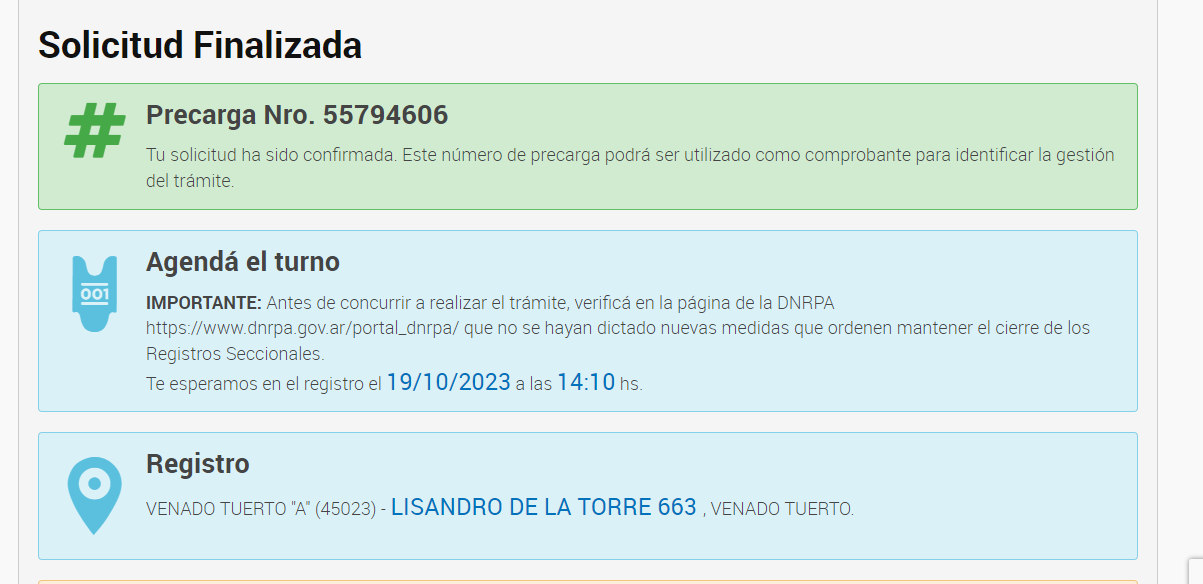 Solicitud Finalizada
Precarga Nro. 55794606
Tu solicitud ha sido confirmada. Este número de precarga podrá ser utilizado como comprobante para identificar la gestión
del trámite.
Agendá el turno
001
IMPORTANTE: Antes de concurrir a realizar el trámite, verificá en la página de la DNRPA
https://www.dnrpa.gov.ar/portal_dnrpa/ que no se hayan dictado nuevas medidas que ordenen mantener el cierre de los
Registros Seccionales.
Te esperamos en el registro el 19/10/2023 a las 14:10 hs.
Registro
VENADO TUERTO "A" (45023) - LISANDRO DE LA TORRE 663 , VENADO TUERTO.